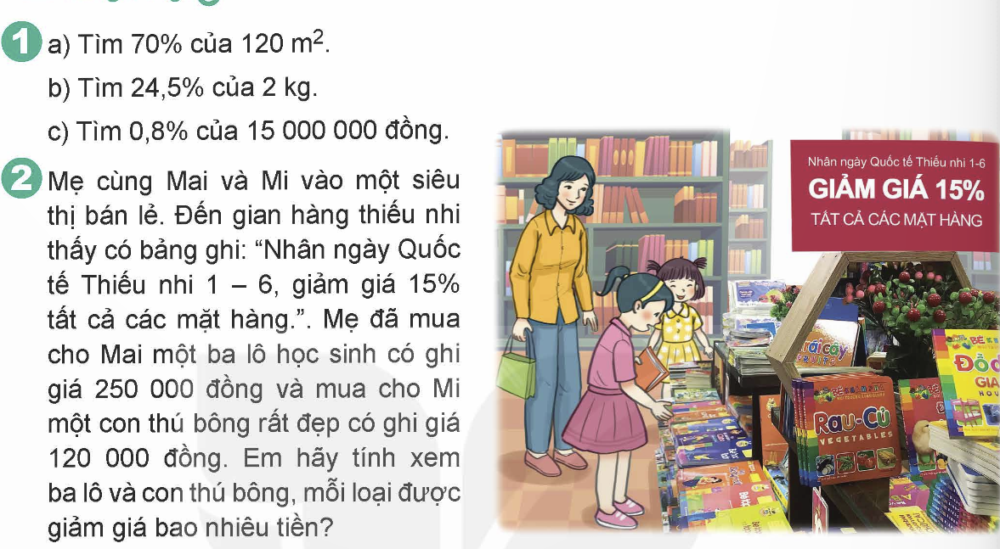 1 a) Tìm 70% của 120 m².
b) Tìm 24,5% của 2 kg.
c) Tìm 0,8% của 15 000 000 đồng.
2 Mẹ cùng Mai và Mi vào một siêu
thị bán lẻ. Đến gian hàng thiếu nhi
thấy có bảng ghi: “Nhân ngày Quốc
tế Thiếu nhi 1 – 6, giảm giá 15%
tất cả các mặt hàng.”. Mẹ đã mua
cho Mai một ba lô học sinh có ghi
giá 250 000 đồng và mua cho Mi
một con thú bông rất đẹp có ghi giá
120 000 đồng. Em hãy tính xem
ba lô và con thú bông, mỗi loại được
giảm giá bao nhiêu tiền?
Nhân ngày Quốc tế Thiếu nhi 1-6
GIẢM GIÁ 15%
TẤT CẢ CÁC MẶT HÀNG
FRUITS
Rau-Củ
VEGETABLES
BÉ
GIA